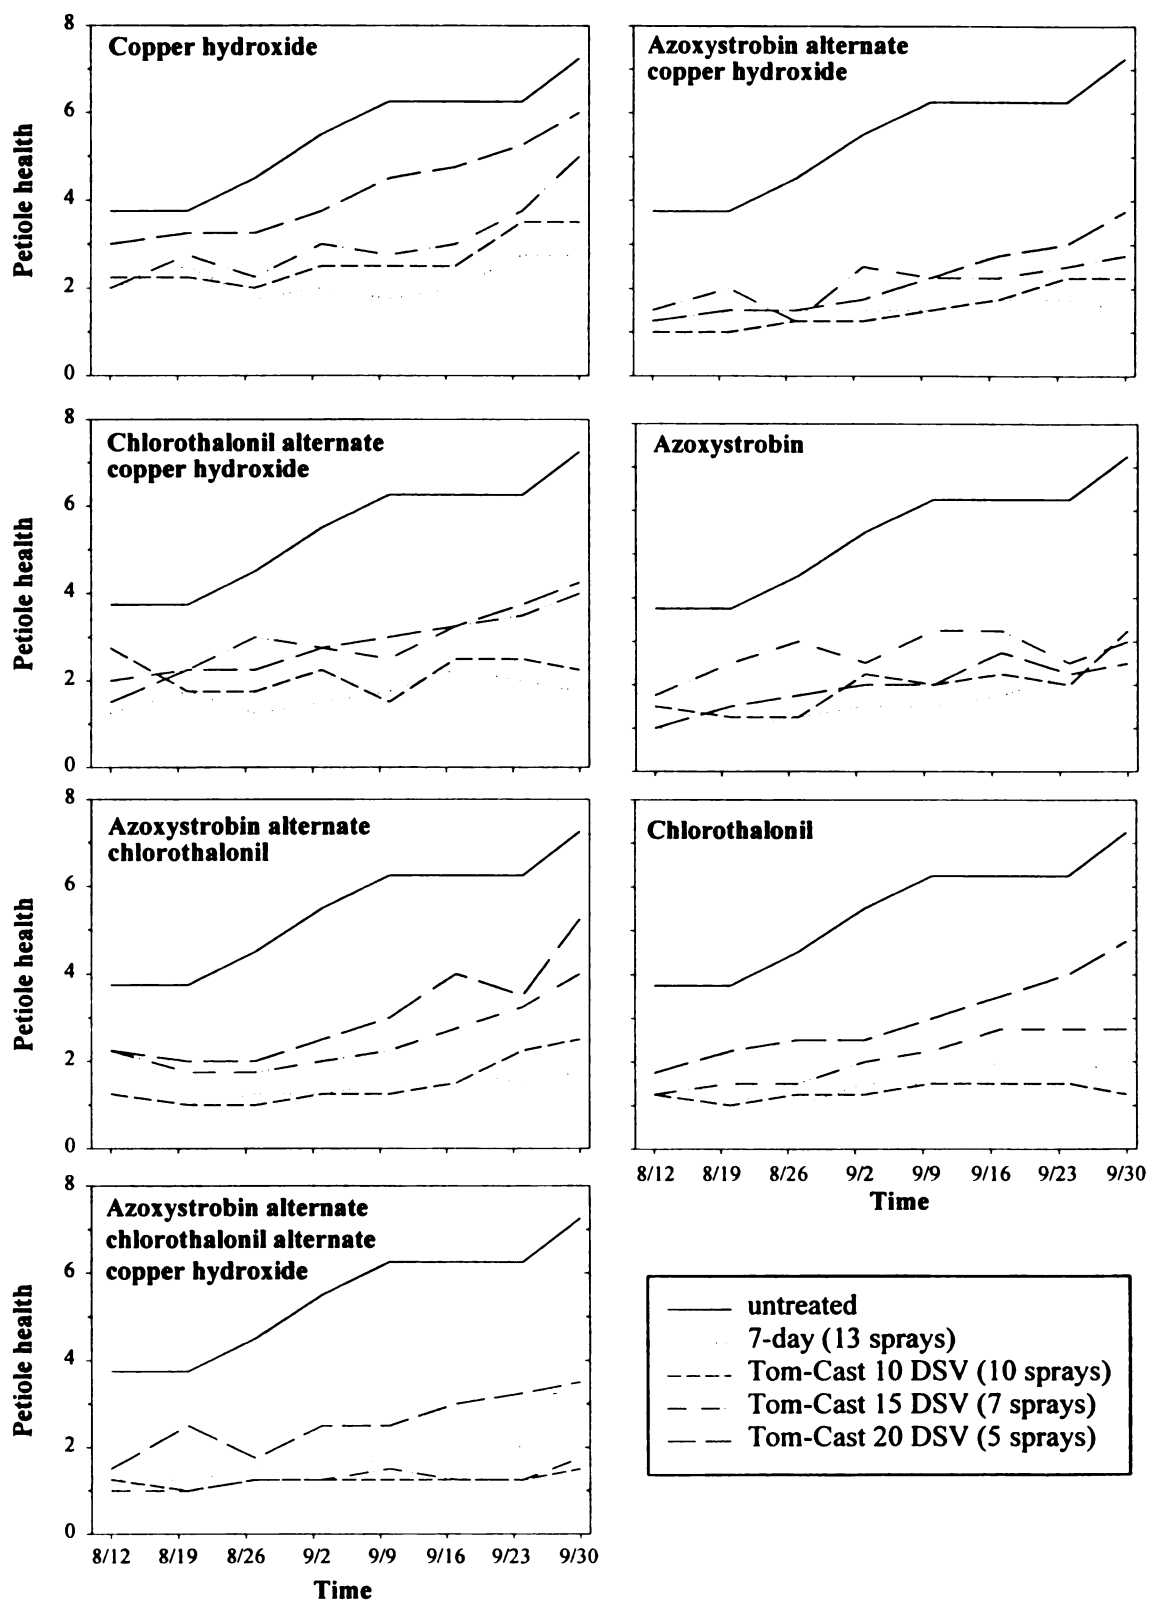 Copper hydroxide
Petiole health
8
6
4
2
0
Azoxystrobin alternate
copper hydroxide
Chlorothalonil alternate
copper hydroxide
Petiole health
8
6
4
2
0
Azoxystrobin
Azoxystrobin alternate
chlorothalonil
Petiole health
8
6
4
2
0
Chlorothalonil
8/12 8/19 8/26 9/2 9/9 9/16 9/23 9/30
Time
Azoxystrobin alternate
chlorothalonil alternate
copper hydroxide
Petiole health
8
6
4
2
0
8/12 8/19 8/26 9/2 9/9 9/16 9/23 9/30
Time
untreated
7-day (13 sprays)
Tom-Cast 10 DSV (10 sprays)
Tom-Cast 15 DSV (7 sprays)
Tom-Cast 20 DSV (5 sprays)